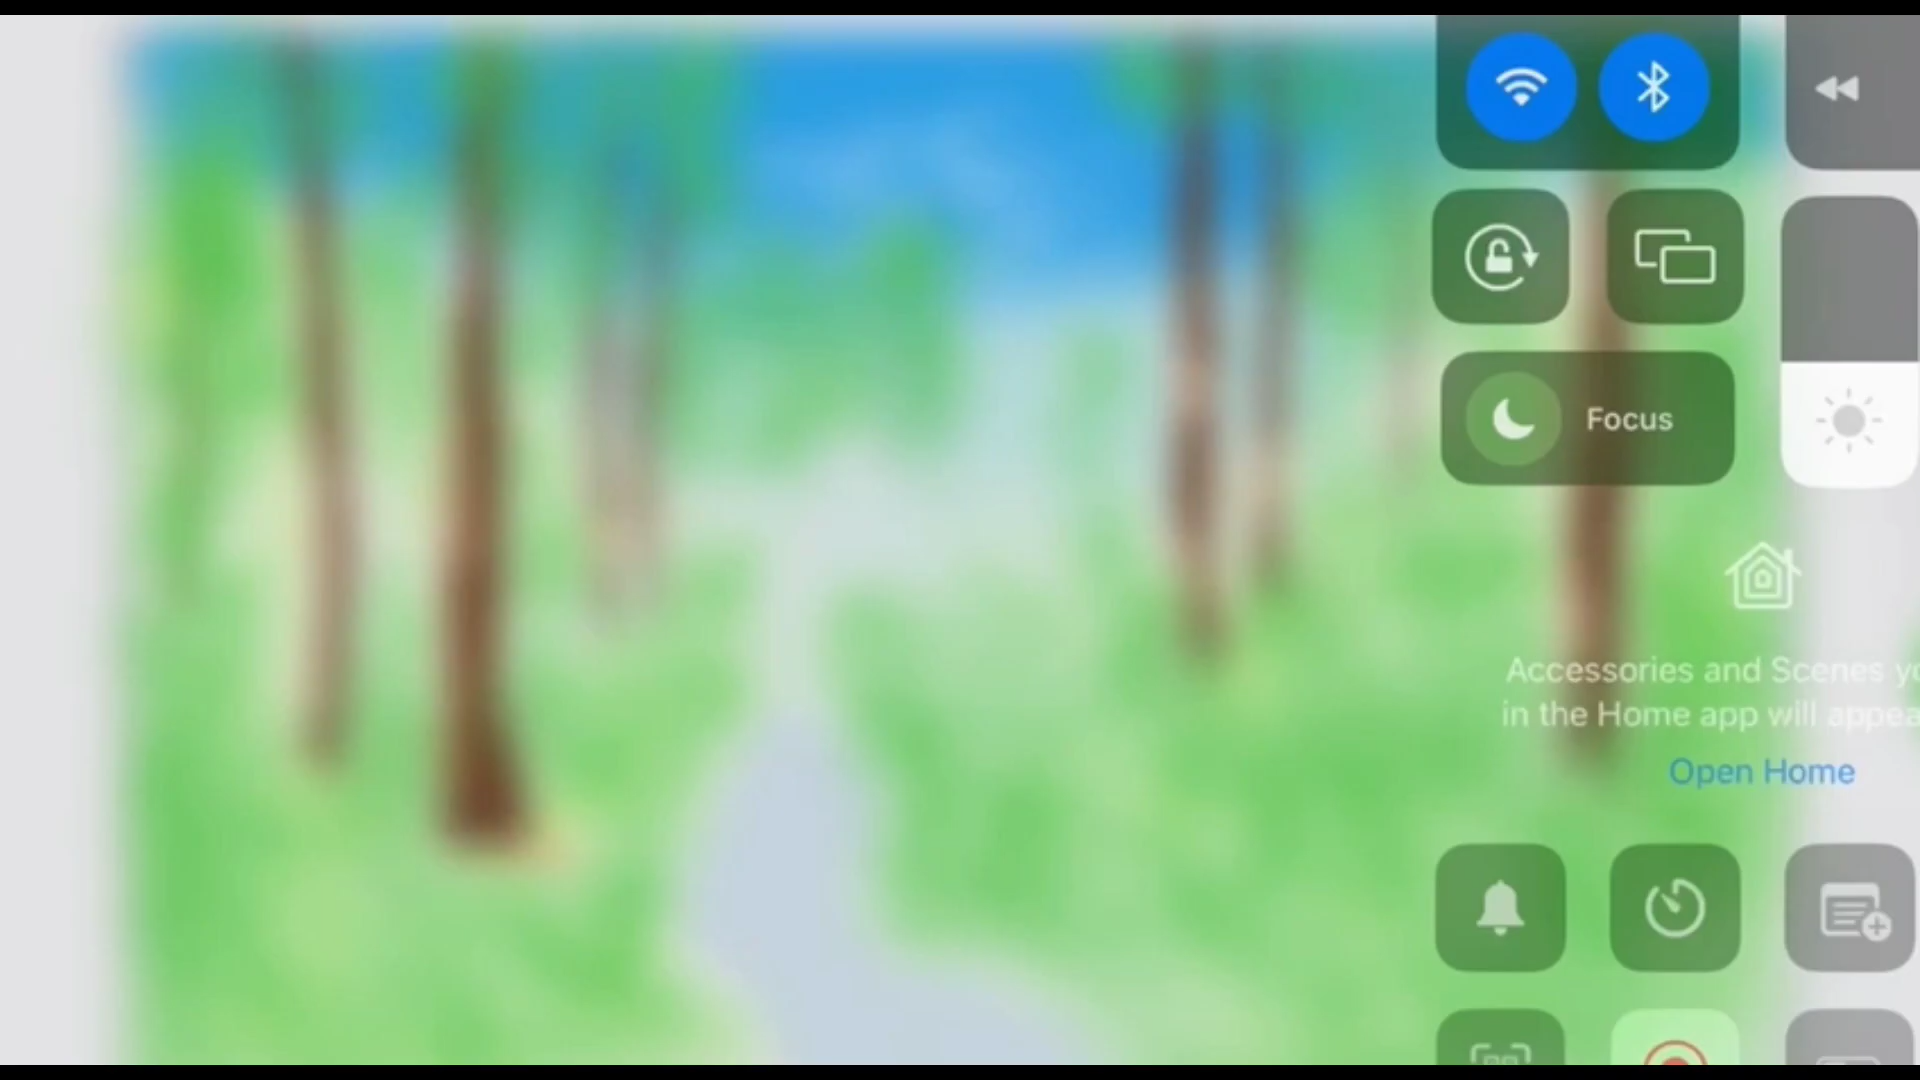 Focus
Accessories and Scenes
in the Home app will
Open Home